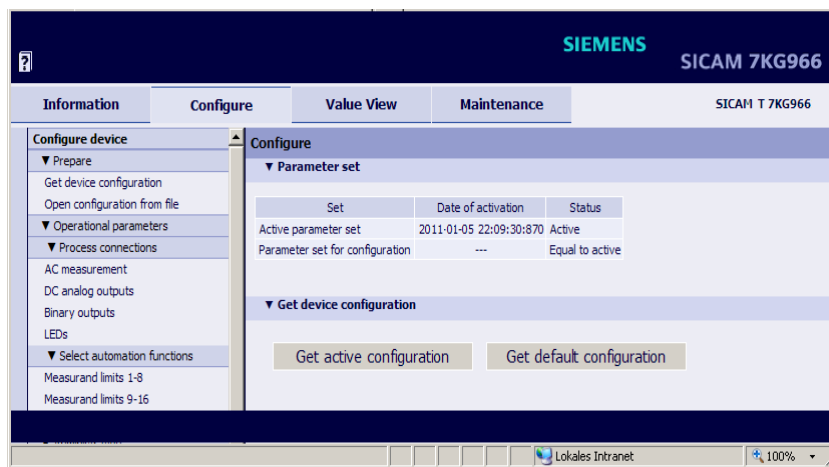 SIEMENS
?
SICAM 7KG966
Information
Configure
Value View
Maintenance
SICAM T 7KG966
Configure device
▼ Prepare
Get device configuration
Open configuration from file
▼ Operational parameters
▼ Process connections
AC measurement
DC analog outputs
Binary outputs
LEDs
▼ Select automation functions
Measurand limits 1-8
Measurand limits 9-16
Configure
▼ Parameter set
Set Date of activation Status
Active parameter set 2011-01-05 22:09:30:870 Active
Parameter set for configuration --- Equal to active
▼ Get device configuration
Get active configuration
Get default configuration
Lokales Intranet
100%